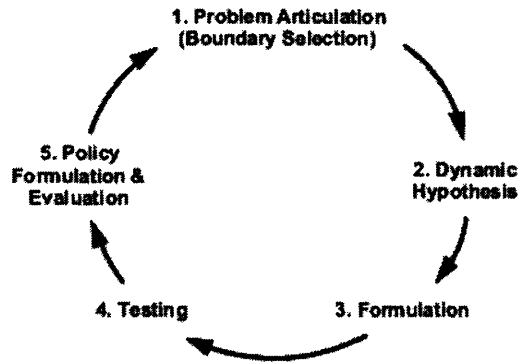 1. Problem Articulation
(Boundary Selection)
2. Dynamic
Hypothesis
3. Formulation
4. Testing
5. Policy
Formulation &
Evaluation